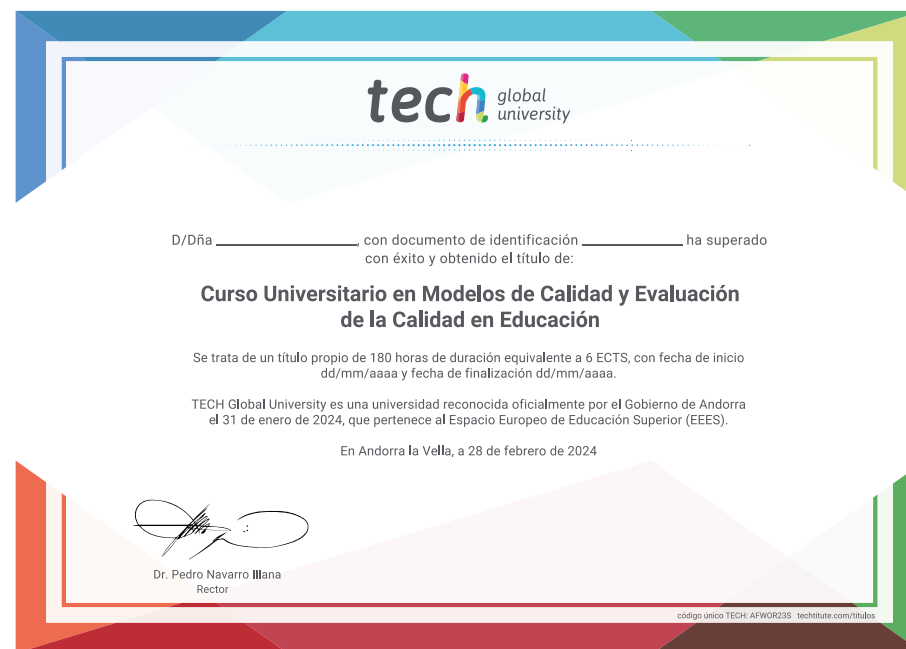 tech global university
D/Dña ____________, con documento de identificación ____________ ha superado
con éxito y obtenido el título de:
Curso Universitario en Modelos de Calidad y Evaluación
de la Calidad en Educación
Se trata de un título propio de 180 horas de duración equivalente a 6 ECTS, con fecha de inicio
dd/mm/aaaa y fecha de finalización dd/mm/aaaa.
TECH Global University es una universidad reconocida oficialmente por el Gobierno de Andorra
el 31 de enero de 2024, que pertenece al Espacio Europeo de Educación Superior (EEES).
En Andorra la Vella, a 28 de febrero de 2024
Dr. Pedro Navarro Illana
Rector
código único TECH: AFWOR23S techtitute.com/titulos